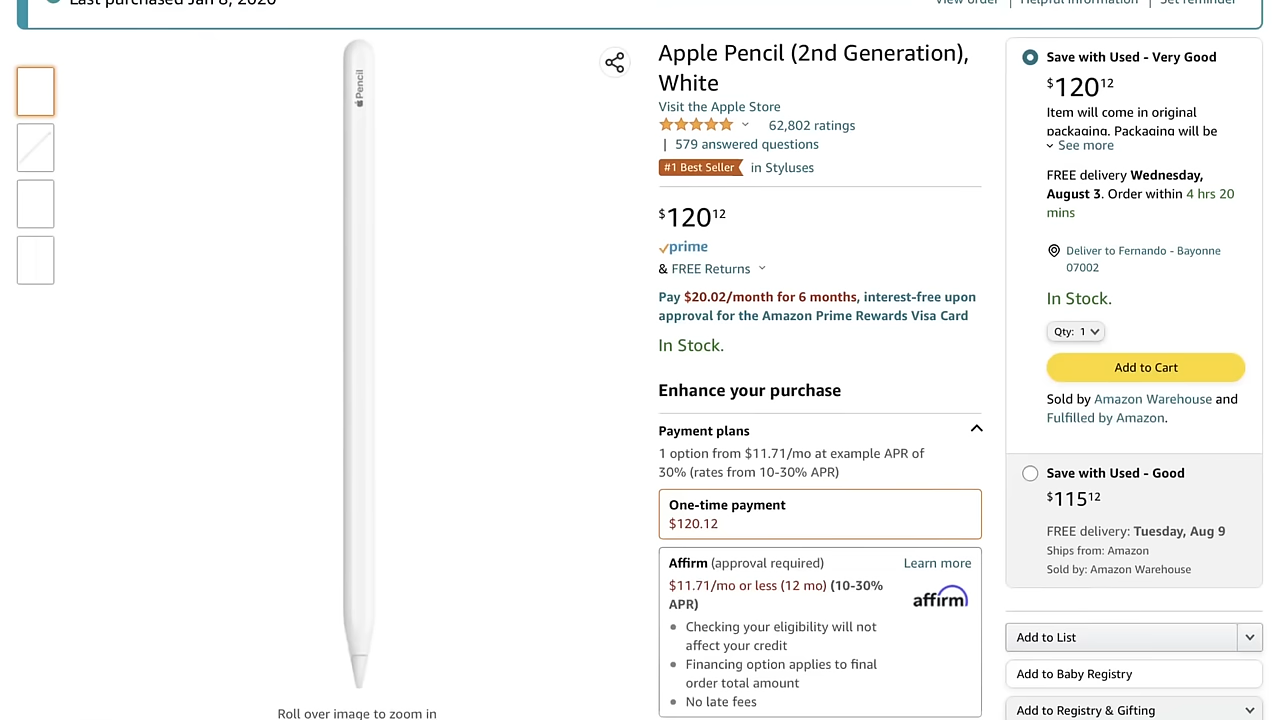 Last purchased Jan 8, 2020
View order | Helpful information | Set reminder
Pencil
Roll over image to zoom in
Apple Pencil (2nd Generation),
White
Visit the Apple Store
62,802 ratings
| 579 answered questions
#1 Best Seller in Styluses
$120 12
prime
& FREE Returns
Pay $20.02/month for 6 months, interest-free upon
approval for the Amazon Prime Rewards Visa Card
In Stock.
Enhance your purchase
Payment plans
1 option from $11.71/mo at example APR of
30% (rates from 10-30% APR)
One-time payment
$120.12
Affirm (approval required) Learn more
$11.71/mo or less (12 mo) (10-30%
APR)
affirm
• Checking your eligibility will not
affect your credit
• Financing option applies to final
order total amount
• No late fees
Save with Used - Very Good
$120 12
Item will come in original
packaging. Packaging will be
See more
FREE delivery Wednesday,
August 3. Order within 4 hrs 20
mins
Deliver to Fernando - Bayonne
07002
In Stock.
Qty: 1
Add to Cart
Sold by Amazon Warehouse and
Fulfilled by Amazon.
Save with Used - Good
$115 12
FREE delivery: Tuesday, Aug 9
Ships from: Amazon
Sold by: Amazon Warehouse
Add to List
Add to Baby Registry
Add to Registry & Gifting